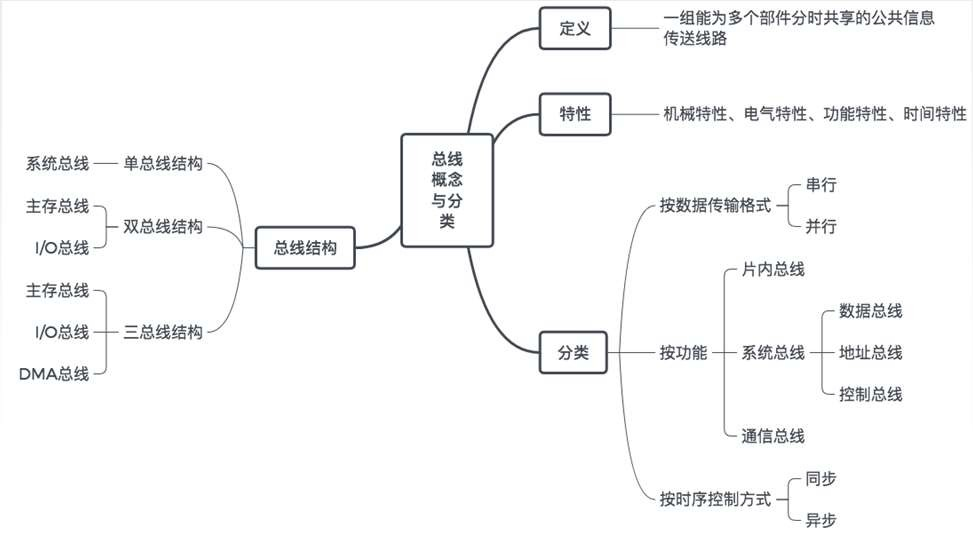 总线
概念
与分
类
定义
一组能为多个部件分时共享的公共信息
传送线路
特性
机械特性、电气特性、功能特性、时间特性
分类
按数据传输格式
串行
并行
按功能
片内总线
系统总线
数据总线
地址总线
控制总线
通信总线
按时序控制方式
同步
异步
总线结构
单总线结构
系统总线
双总线结构
主存总线
I/O总线
三总线结构
主存总线
I/O总线
DMA总线